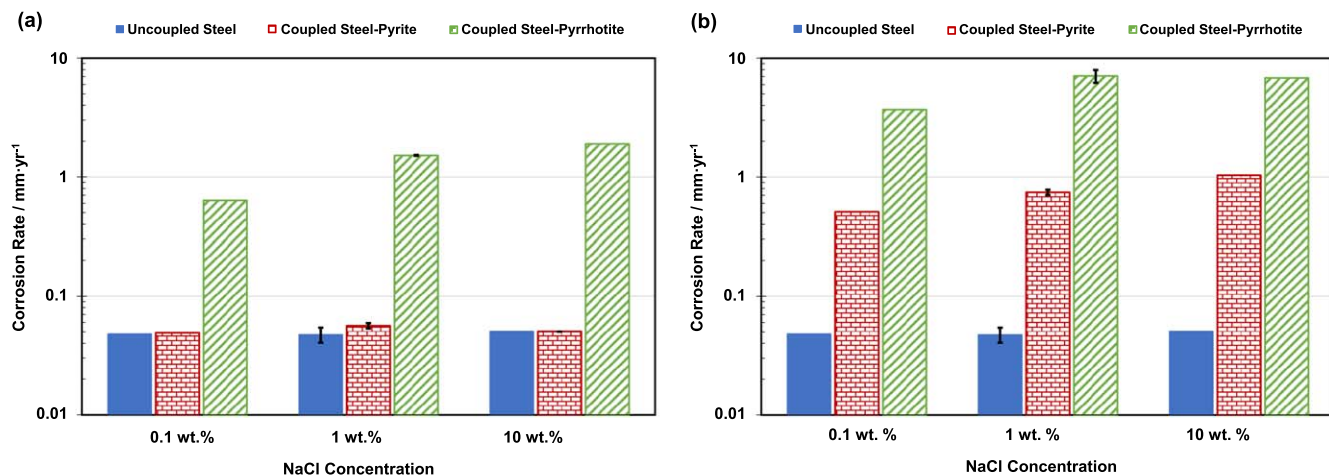 (a)
Uncoupled Steel Coupled Steel-Pyrite Coupled Steel-Pyrrhotite
10
1
0.1
0.01
Corrosion Rate / mm·yr-1
0.1 wt.% 1 wt.% 10 wt.%
NaCl Concentration
(b)
Uncoupled Steel Coupled Steel-Pyrite Coupled Steel-Pyrrhotite
10
1
0.1
0.01
Corrosion Rate / mm·yr-1
0.1 wt. % 1 wt. % 10 wt. %
NaCl Concentration